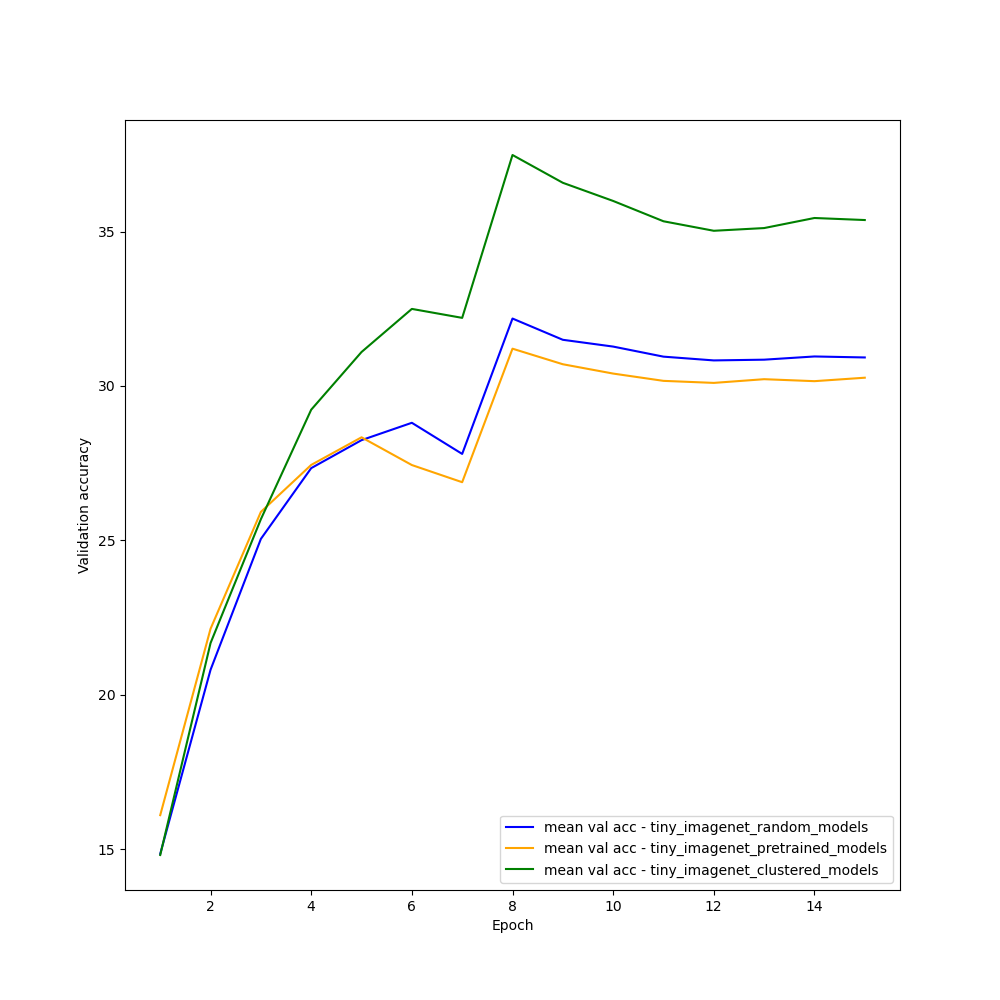 35
30
25
20
15
Validation accuracy
mean val acc - tiny_imagenet_random_models
mean val acc - tiny_imagenet_pretrained_models
mean val acc - tiny_imagenet_clustered_models
2 4 6 8 10 12 14
Epoch